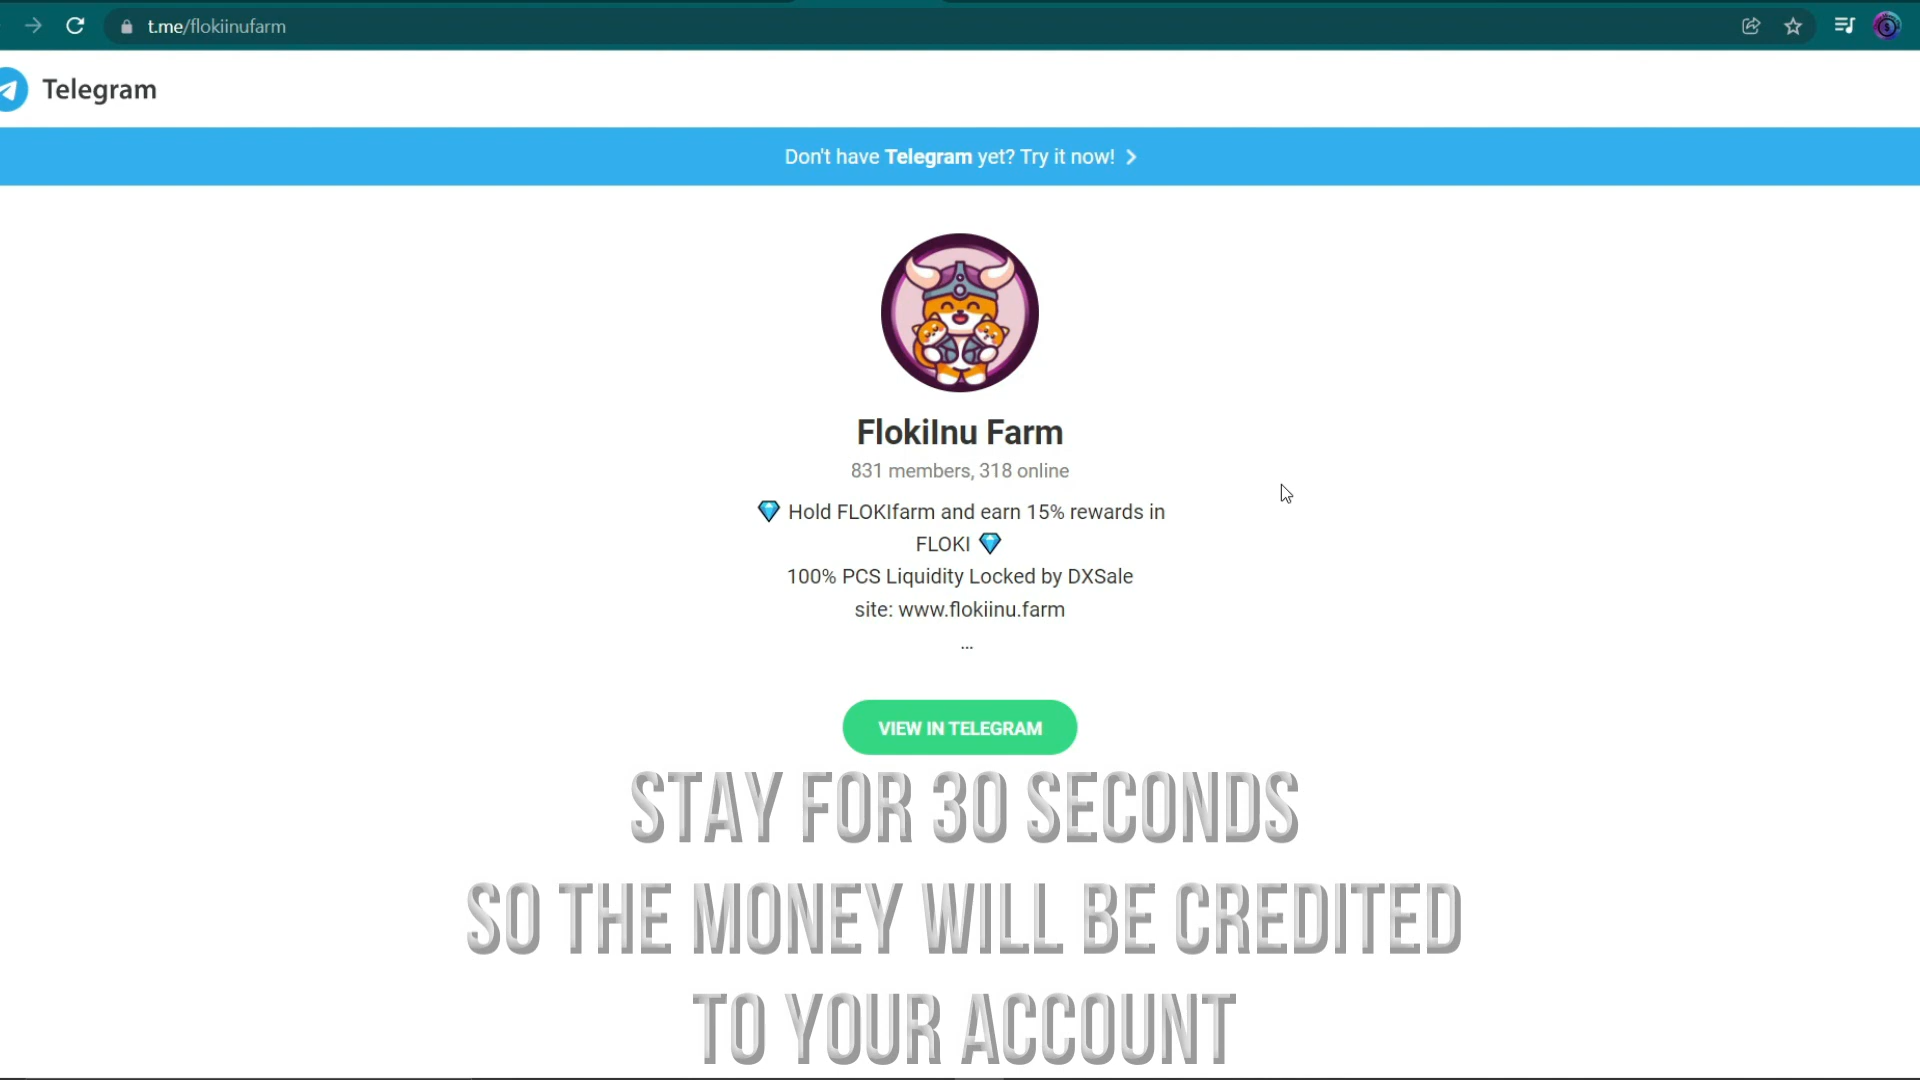 t.me/flokiinufarm
Telegram
Don't have Telegram yet? Try it now!
FlokiInu Farm
831 members, 318 online
Hold FLOKIfarm and earn 15% rewards in
FLOKI
100% PCS Liquidity Locked by DXSale
site: www.flokiinu.farm
...
VIEW IN TELEGRAM
STAY FOR 30 SECONDS
SO THE MONEY WILL BE CREDITED
TO YOUR ACCOUNT